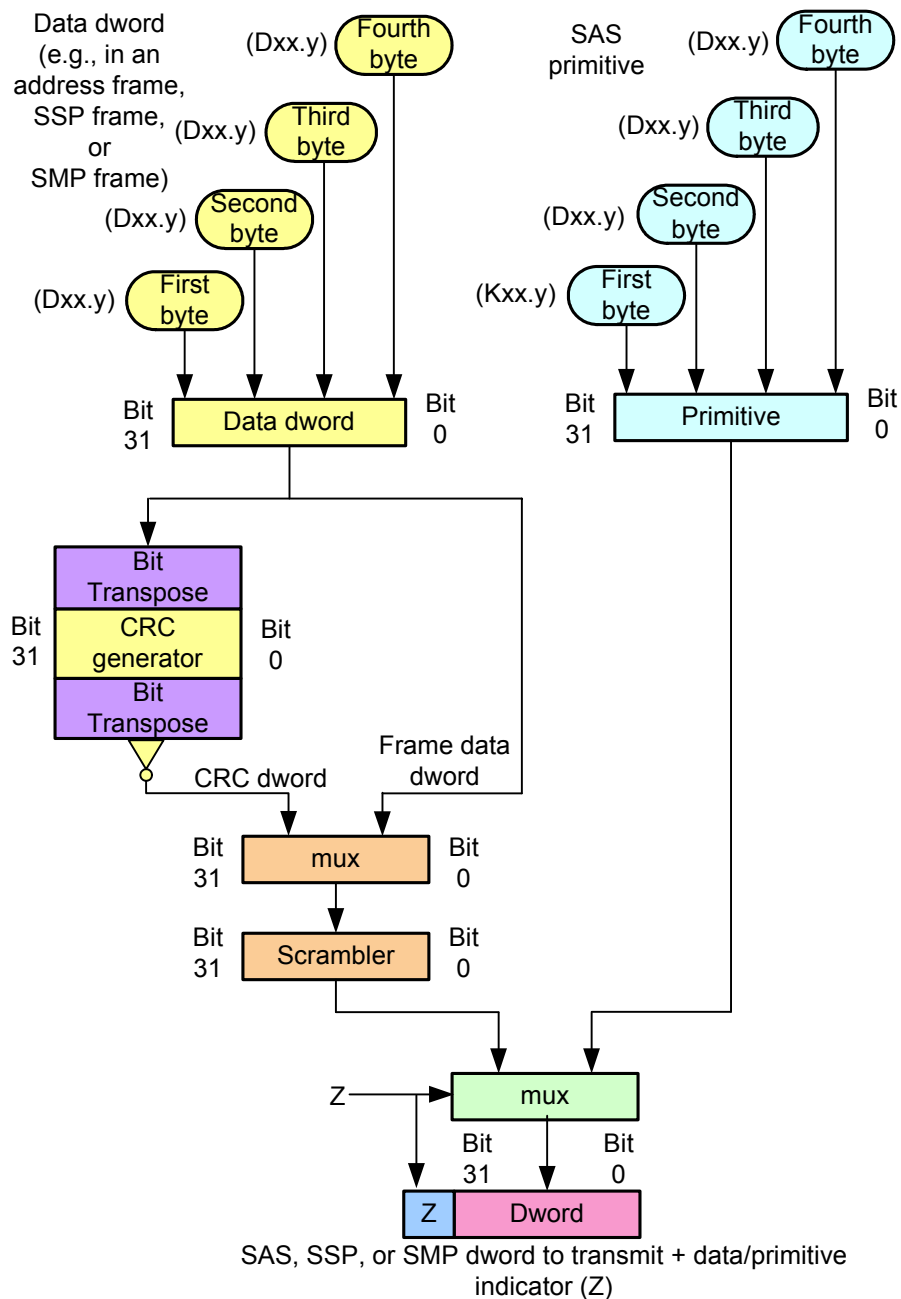 Data dword
(e.g., in an
address frame,
SSP frame,
or
SMP frame)
(Dxx.y)
Fourth
byte
(Dxx.y)
Third
byte
(Dxx.y)
Second
byte
(Dxx.y)
First
byte
SAS
primitive
(Dxx.y)
Fourth
byte
(Dxx.y)
Third
byte
(Dxx.y)
Second
byte
(Kxx.y)
First
byte
Bit
31
Data dword
Bit
0
Bit
31
Primitive
Bit
0
Bit
Transpose
Bit
31
CRC
generator
Bit
0
Bit
Transpose
CRC dword
Frame data
dword
Bit
31
mux
Bit
0
Bit
31
Scrambler
Bit
0
Z
mux
Bit
31
Bit
0
Z
Dword
SAS, SSP, or SMP dword to transmit + data/primitive
indicator (Z)